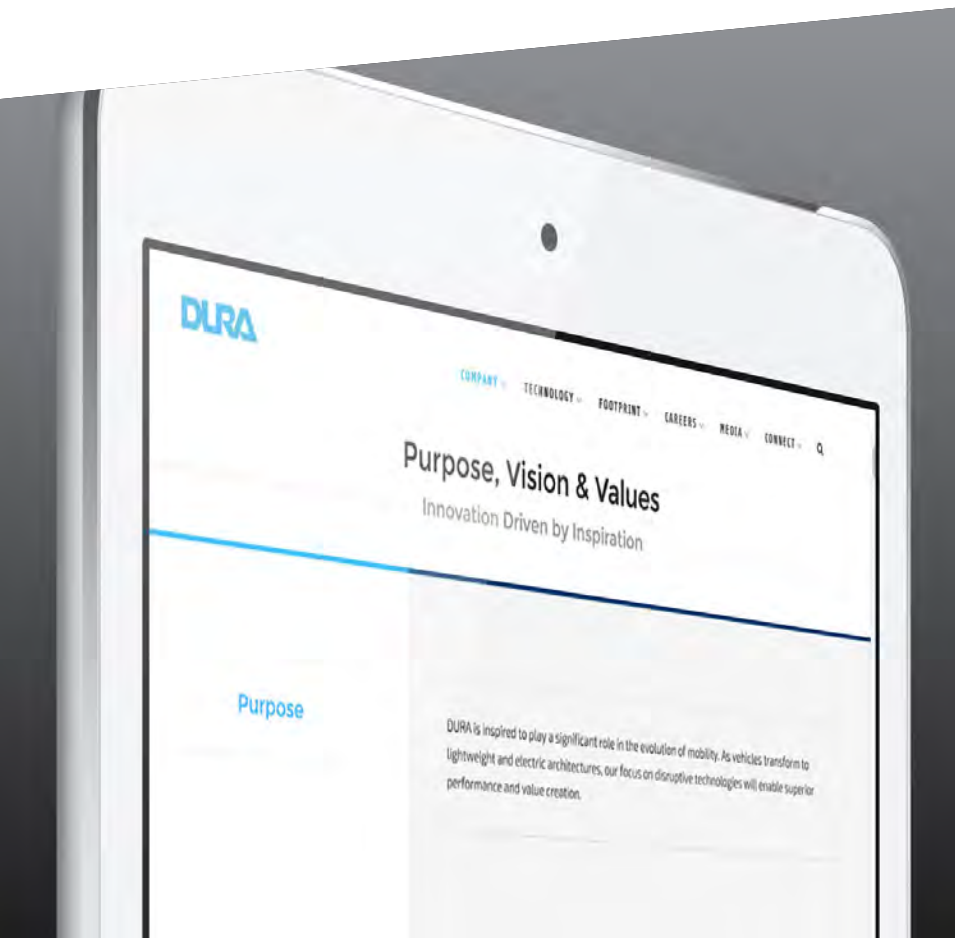 DURA
COMPANY TECHNOLOGY FOOTPRINT CAREERS MEDIA CONNECT
Purpose, Vision & Values
Innovation Driven by Inspiration
Purpose
DURA is inspired to play a significant role in the evolution of mobility. As vehicles transform to
lightweight and electric architectures, our focus on disruptive technologies will enable superior
performance and value creation.